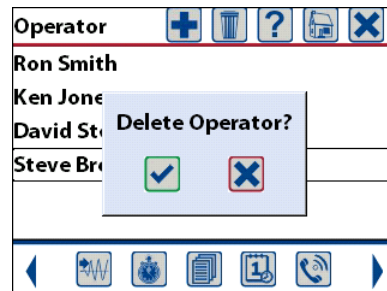 Operator
Ron Smith
Ken Jone
David St
Steve Bre
Delete Operator?